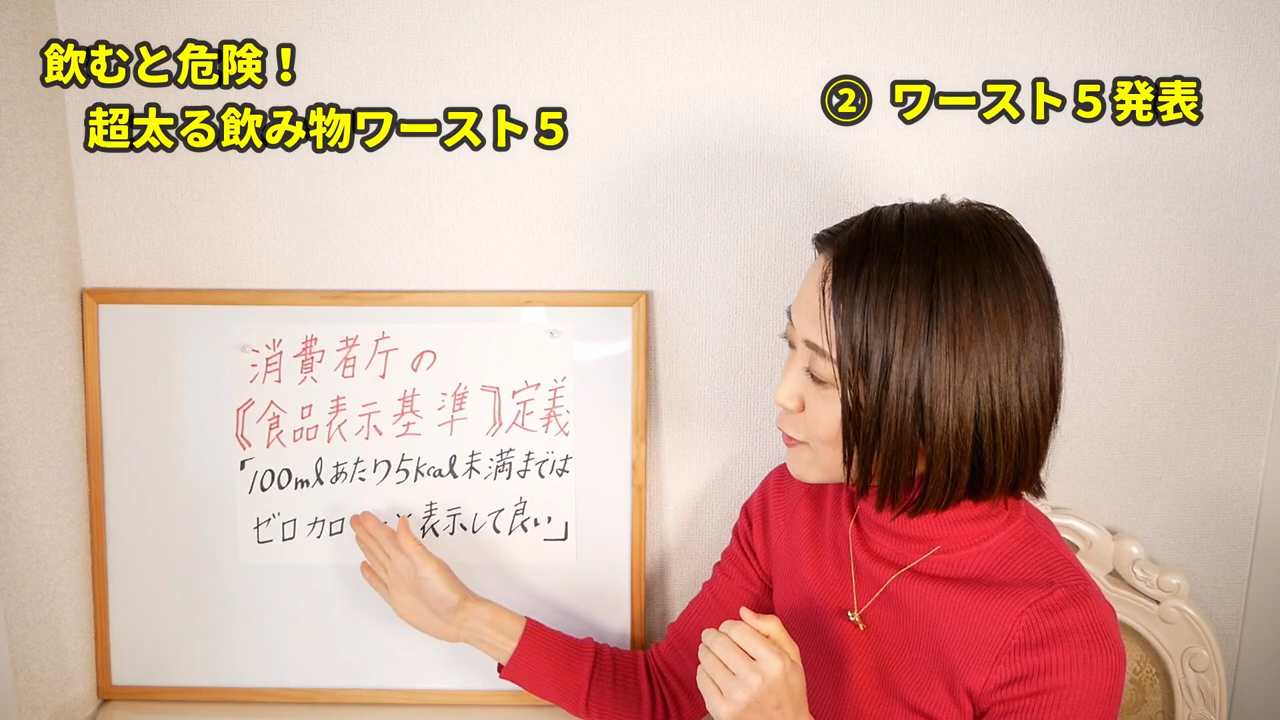 飲むと危険！
超太る飲み物ワースト５
② ワースト５発表
消費者庁の
《食品表示基準》定義
「100mlあたり5kcal未満までは
ゼロカロ と表示して良い」